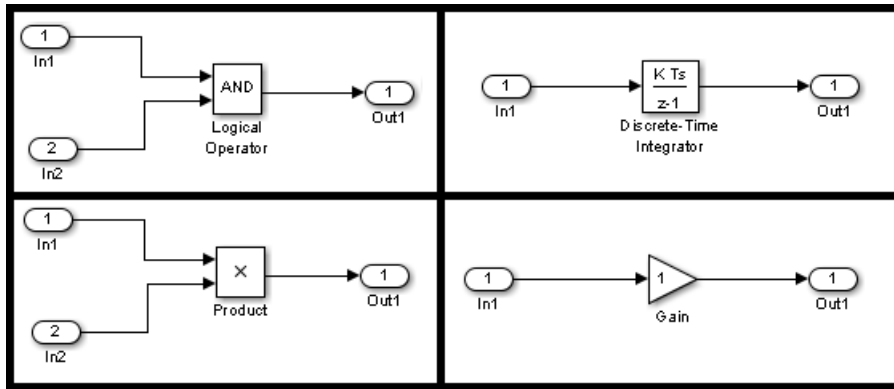 1
In1
AND
Logical
Operator
1
Out1
2
In2
1
In1
K Ts
z-1
Discrete-Time
Integrator
1
Out1
1
In1
×
Product
1
Out1
2
In2
1
In1
1
Gain
1
Out1